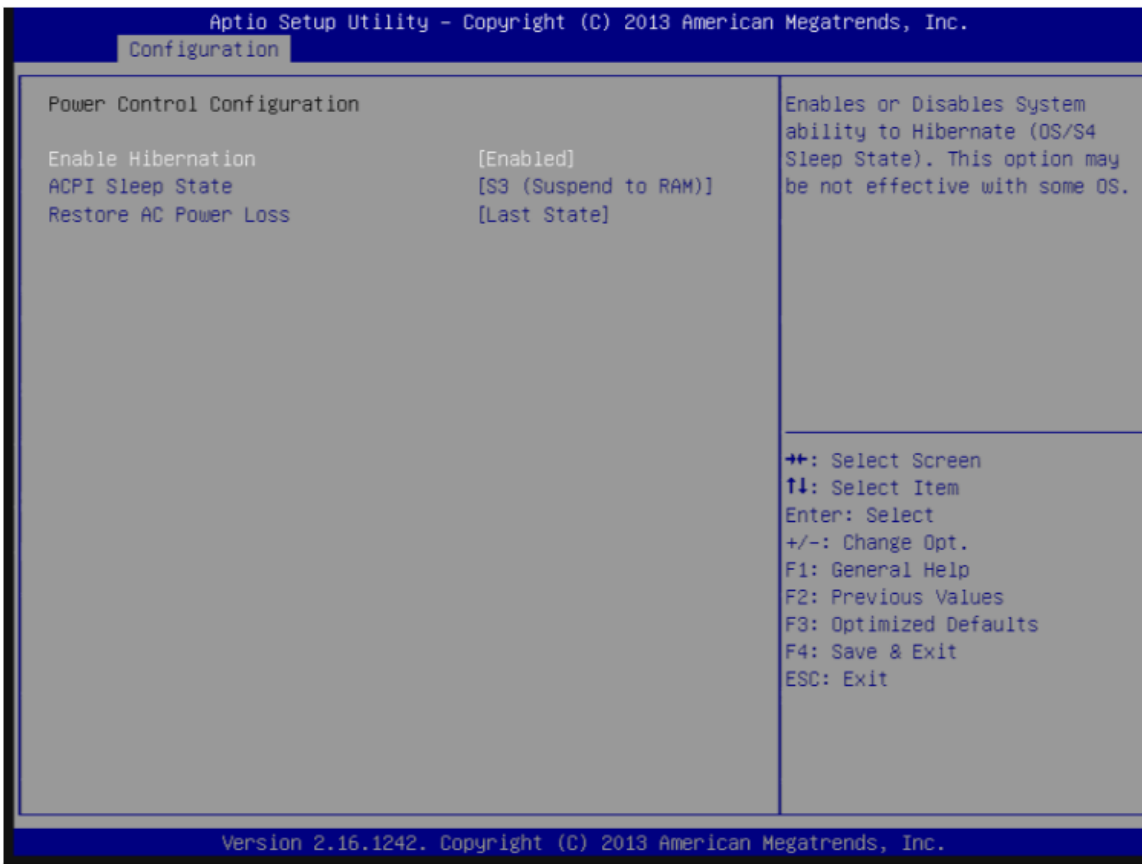 Aptio Setup Utility – Copyright (C) 2013 American Megatrends, Inc.
Configuration
Power Control Configuration
Enable Hibernation [Enabled]
ACPI Sleep State [S3 (Suspend to RAM)]
Restore AC Power Loss [Last State]
Enables or Disables System
ability to Hibernate (OS/S4
Sleep State). This option may
be not effective with some OS.
→←: Select Screen
↑↓: Select Item
Enter: Select
+/-: Change Opt.
F1: General Help
F2: Previous Values
F3: Optimized Defaults
F4: Save & Exit
ESC: Exit
Version 2.16.1242. Copyright (C) 2013 American Megatrends, Inc.